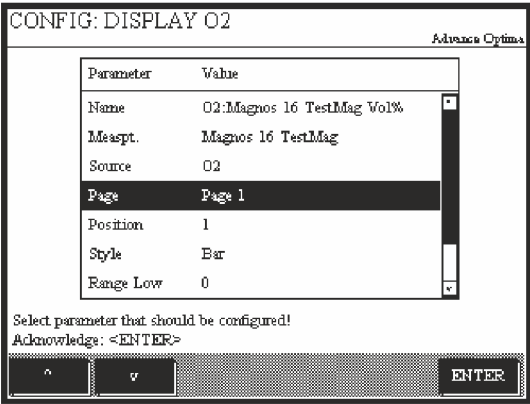 CONFIG: DISPLAY O2
Advance Optima
Parameter Value
Name O2:Magnos 16 TestMag Vol%
Measpt. Magnos 16 TestMag
Source O2
Page Page 1
Position 1
Style Bar
Range Low 0
Select parameter that should be configured!
Acknowledge: <ENTER>
^ v ENTER